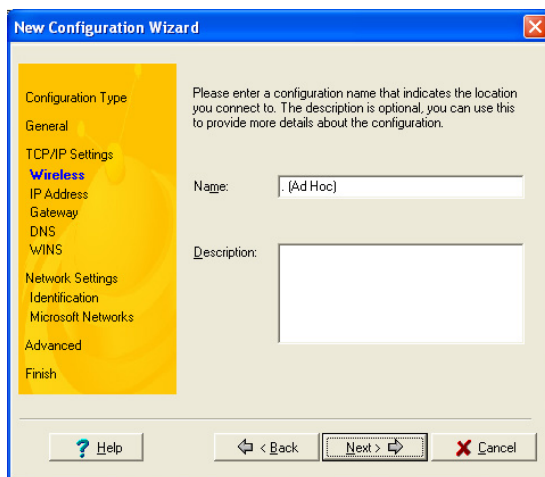 New Configuration Wizard
Configuration Type
General
TCP/IP Settings
Wireless
IP Address
Gateway
DNS
WINS
Network Settings
Identification
Microsoft Networks
Advanced
Finish
Please enter a configuration name that indicates the location
you connect to. The description is optional, you can use this
to provide more details about the configuration.
Name:
. (Ad Hoc)
Description:
? Help
< Back
Next >
Cancel